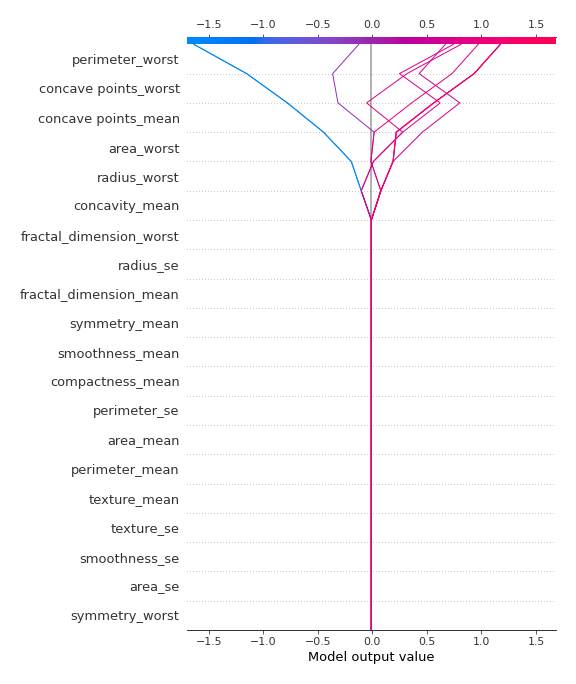 −1.5 −1.0 −0.5 0.0 0.5 1.0 1.5
perimeter_worst
concave points_worst
concave points_mean
area_worst
radius_worst
concavity_mean
fractal_dimension_worst
radius_se
fractal_dimension_mean
symmetry_mean
smoothness_mean
compactness_mean
perimeter_se
area_mean
perimeter_mean
texture_mean
texture_se
smoothness_se
area_se
symmetry_worst
−1.5 −1.0 −0.5 0.0 0.5 1.0 1.5
Model output value